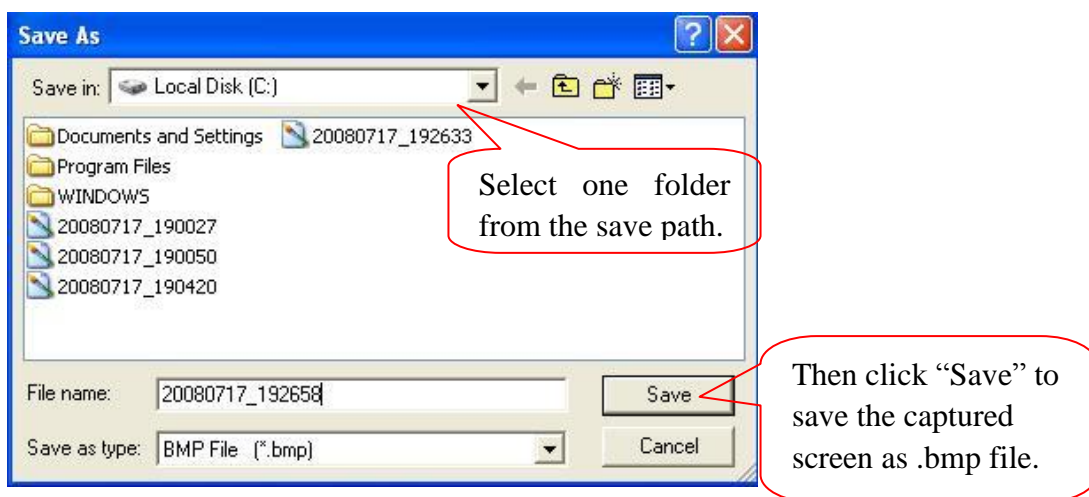 Save As
Save in: Local Disk (C:)
Documents and Settings 20080717_192633
Program Files
WINDOWS
20080717_190027
20080717_190050
20080717_190420
Select one folder
from the save path.
File name: 20080717_192658 Save
Save as type: BMP File (*.bmp) Cancel
Then click “Save” to
save the captured
screen as .bmp file.